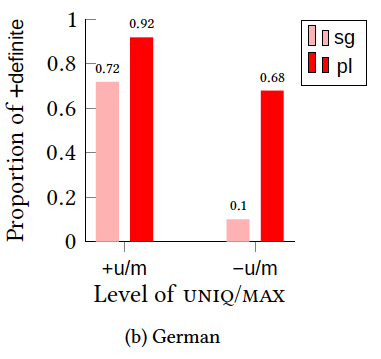 1
0.8
0.6
0.4
0.2
0
Proportion of +definite
0.72
0.92
0.1
0.68
sg
pl
+u/m
−u/m
Level of UNIQ/MAX
(b) German